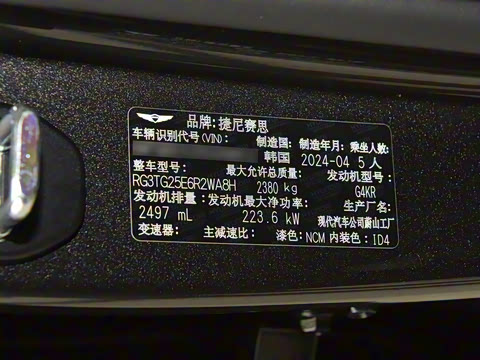 品牌:捷尼赛思
车辆识别代号(VIN): 制造国: 制造年月: 乘坐人数:
韩国 2024-04 5人
整车型号: 最大允许总质量: 发动机型号:
RG3TG25E6R2WA8H 2380 kg G4KR
发动机排量: 发动机最大净功率: 生产厂名:
2497 mL 223.6 kW 现代汽车公司蔚山工厂
变速器: 主减速比: 漆色: NCM 内装色: ID4